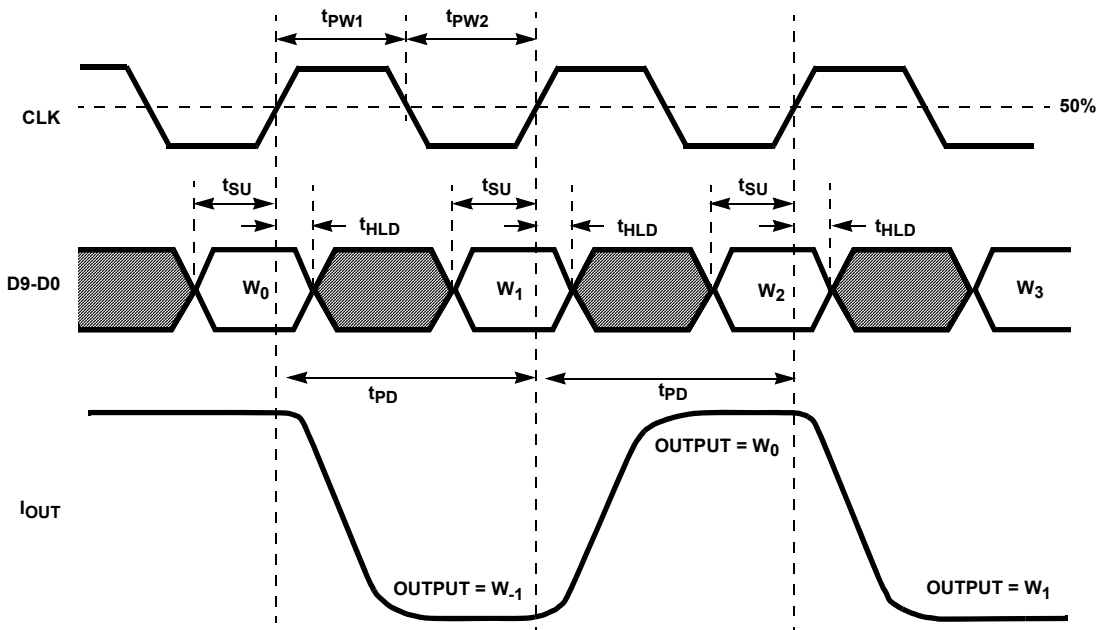 tPW1 tPW2
CLK
50%
tSU tSU tSU
tHLD tHLD tHLD
D9-D0 W0 W1 W2 W3
tPD tPD
OUTPUT = W0
IOUT
OUTPUT = W-1 OUTPUT = W1